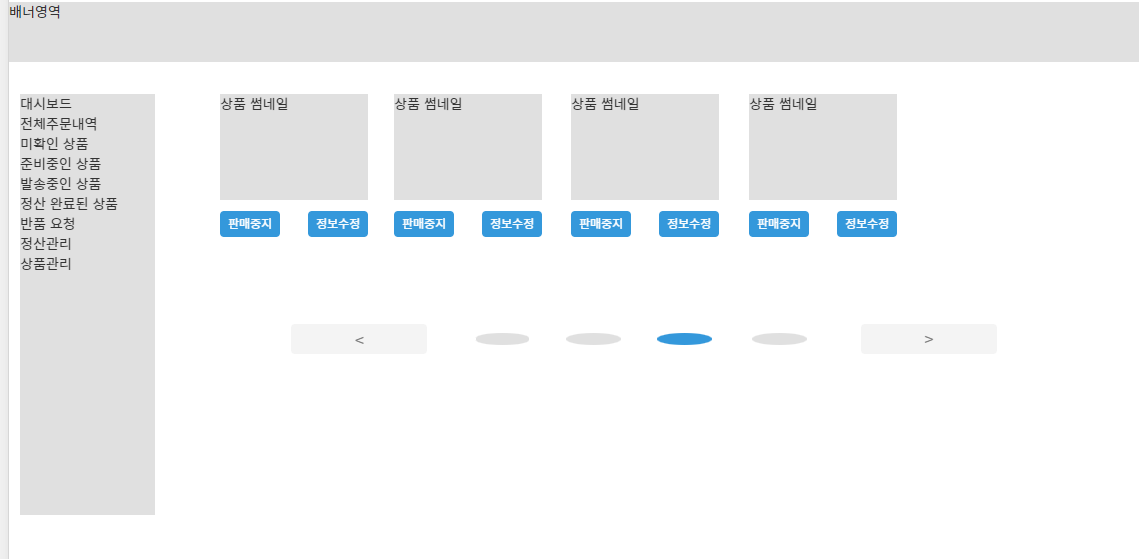 배너영역
대시보드
전체주문내역
미확인 상품
준비중인 상품
발송중인 상품
정산 완료된 상품
반품 요청
정산관리
상품관리
상품 썸네일 상품 썸네일 상품 썸네일 상품 썸네일
판매중지 정보수정 판매중지 정보수정 판매중지 정보수정 판매중지 정보수정
< >